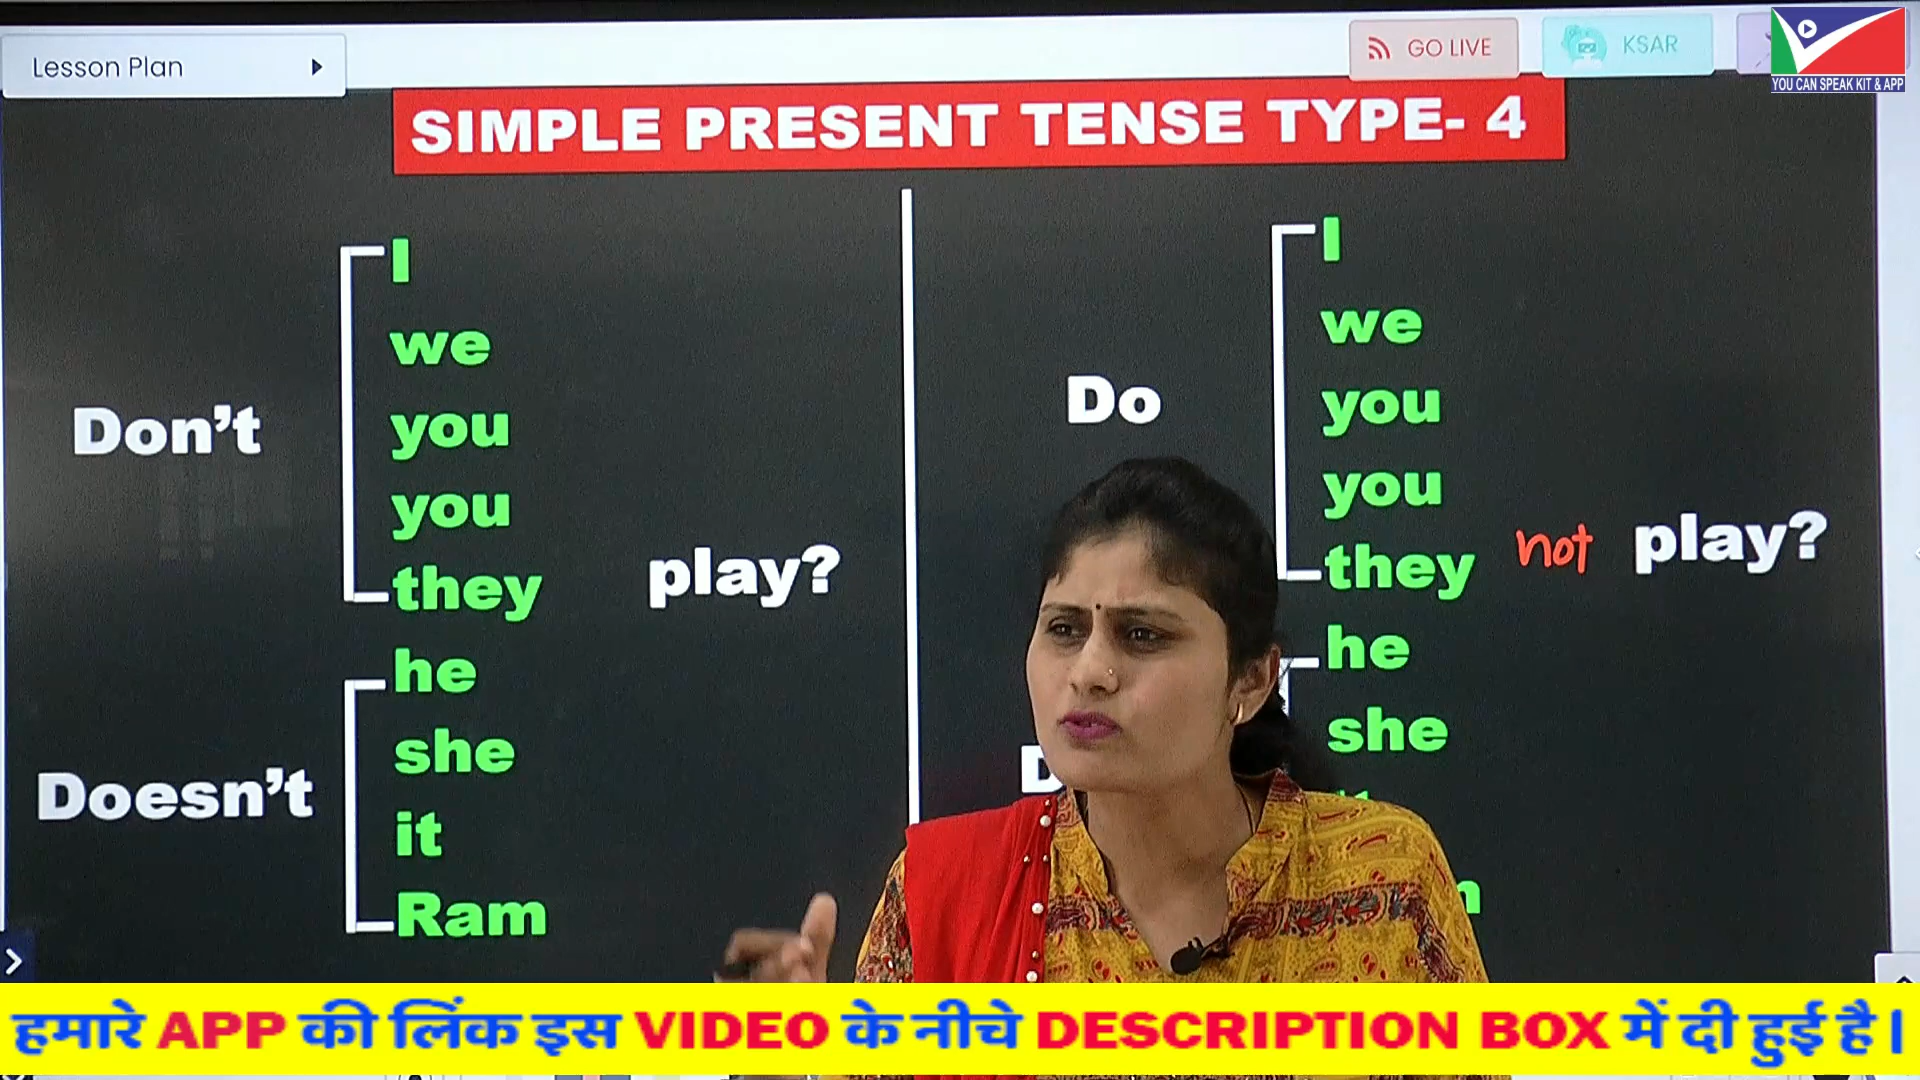 Lesson Plan
GO LIVE
KSAR
YOU CAN SPEAK KIT & APP
SIMPLE PRESENT TENSE TYPE- 4
Don't
I
we
you
you
they
play?
Doesn't
he
she
it
Ram
Do
I
we
you
you
they
not play?
he
she
हमारे APP की लिंक इस VIDEO के नीचे DESCRIPTION BOX में दी हुई है।